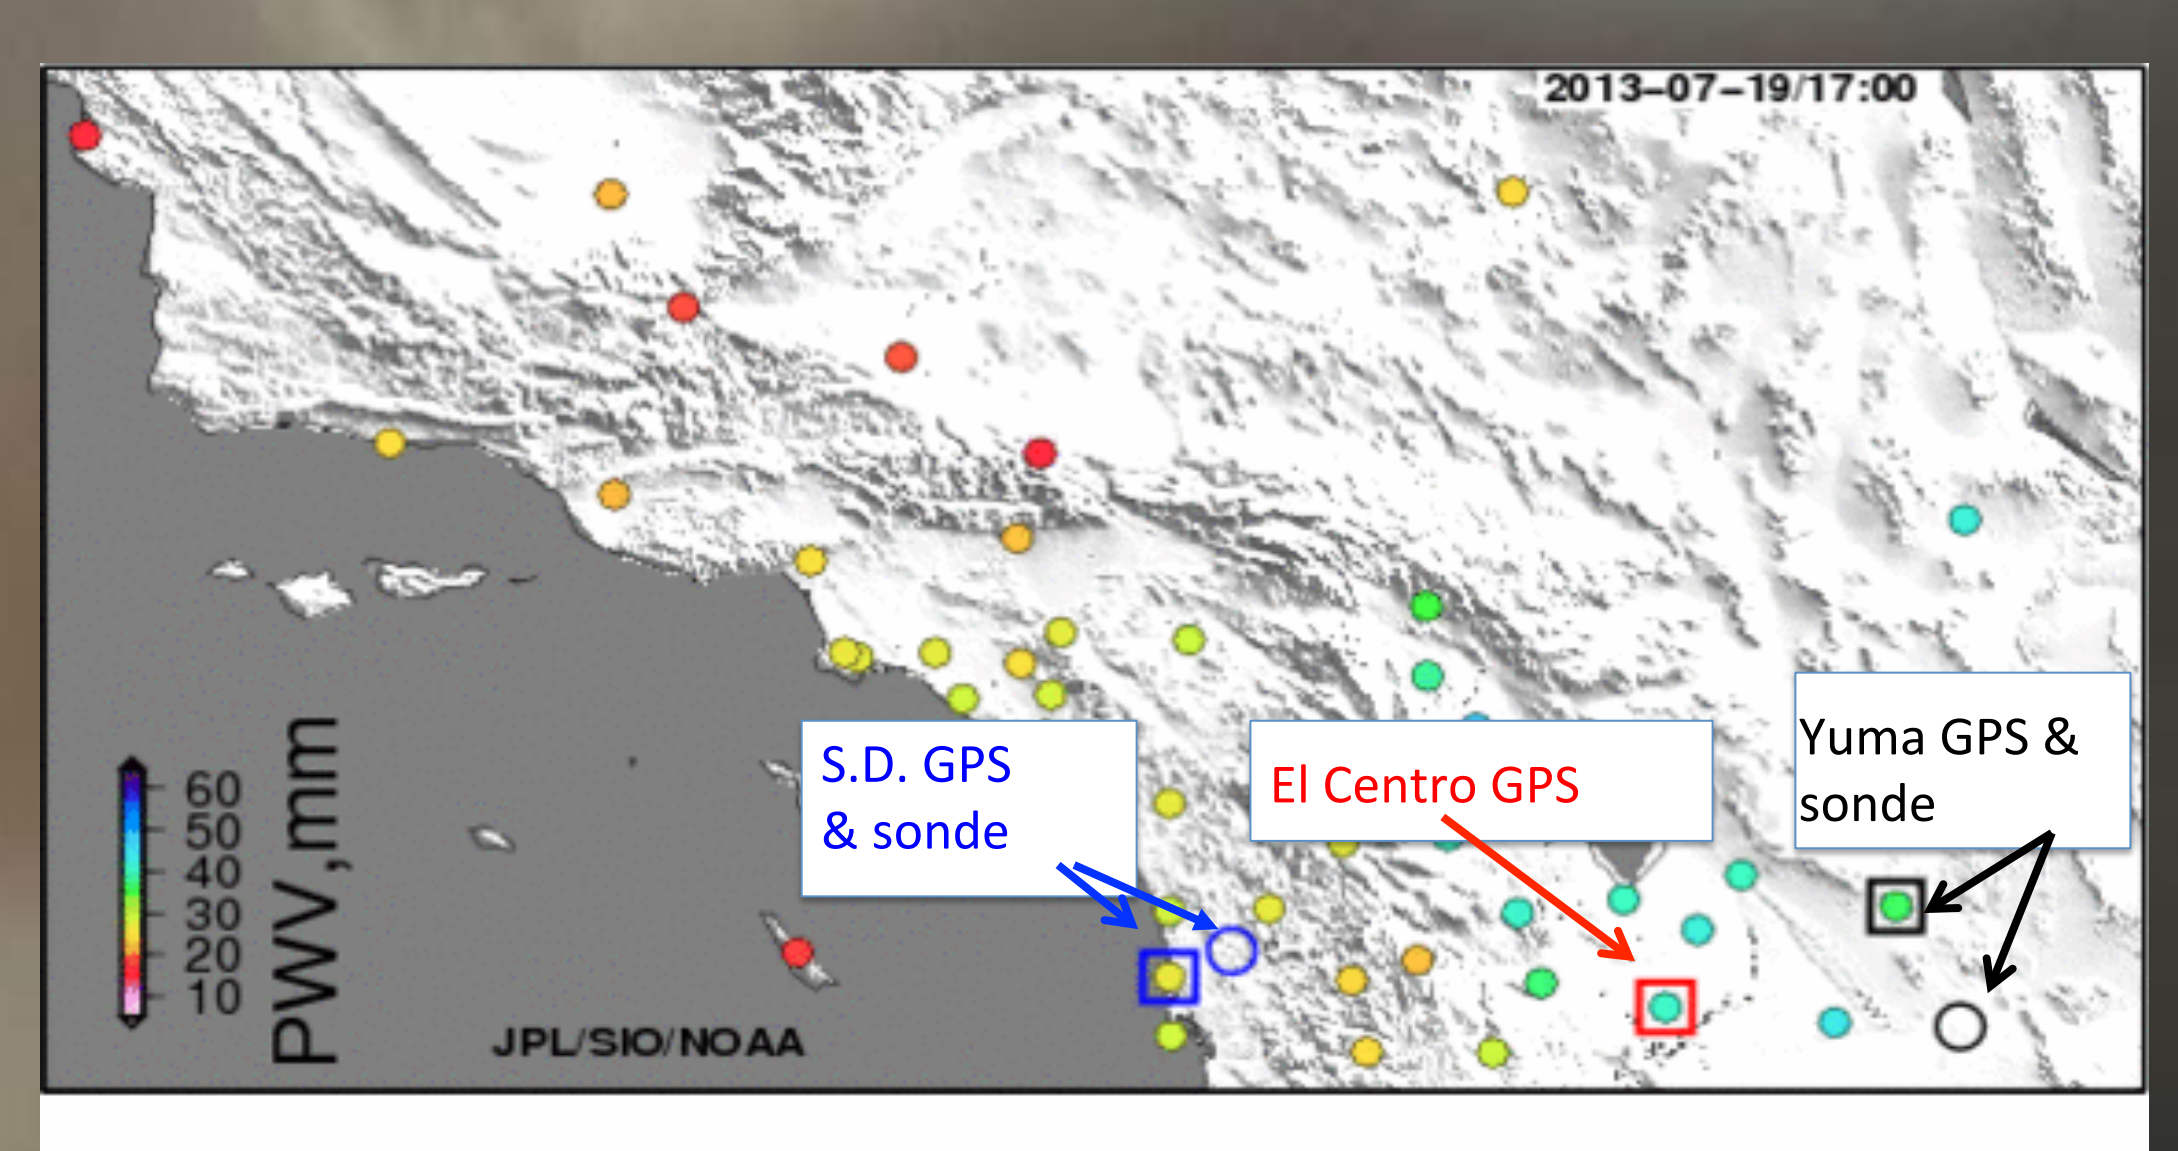 2013-07-19/17:00
S.D. GPS
& sonde
El Centro GPS
Yuma GPS &
sonde
60
50
40
30
20
10
PWV,mm
JPL/SIO/NOAA